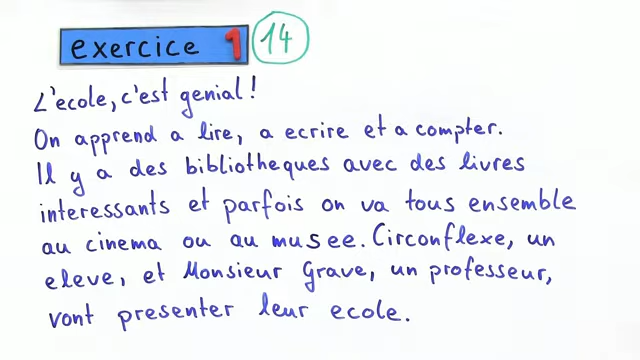 exercice 1 14
L'ecole, c'est genial!
On apprend a lire, a ecrire et a compter.
Il y a des bibliotheques avec des livres
interessants et parfois on va tous ensemble
au cinema ou au musee. Circonflexe, un
eleve, et Monsieur Grave, un professeur,
vont presenter leur ecole.